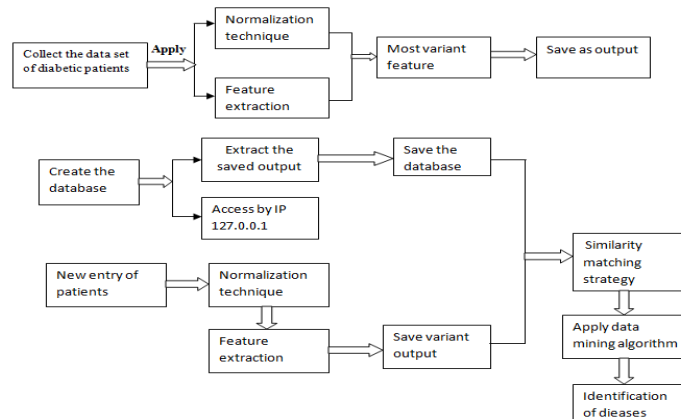 Collect the data set
of diabetic patients
Apply
Normalization
technique
Feature
extraction
Most variant
feature
Save as output
Create the
database
Extract the
saved output
Save the
database
Access by IP
127.0.0.1
New entry of
patients
Normalization
technique
Feature
extraction
Save variant
output
Similarity
matching
strategy
Apply data
mining algorithm
Identification
of dieases